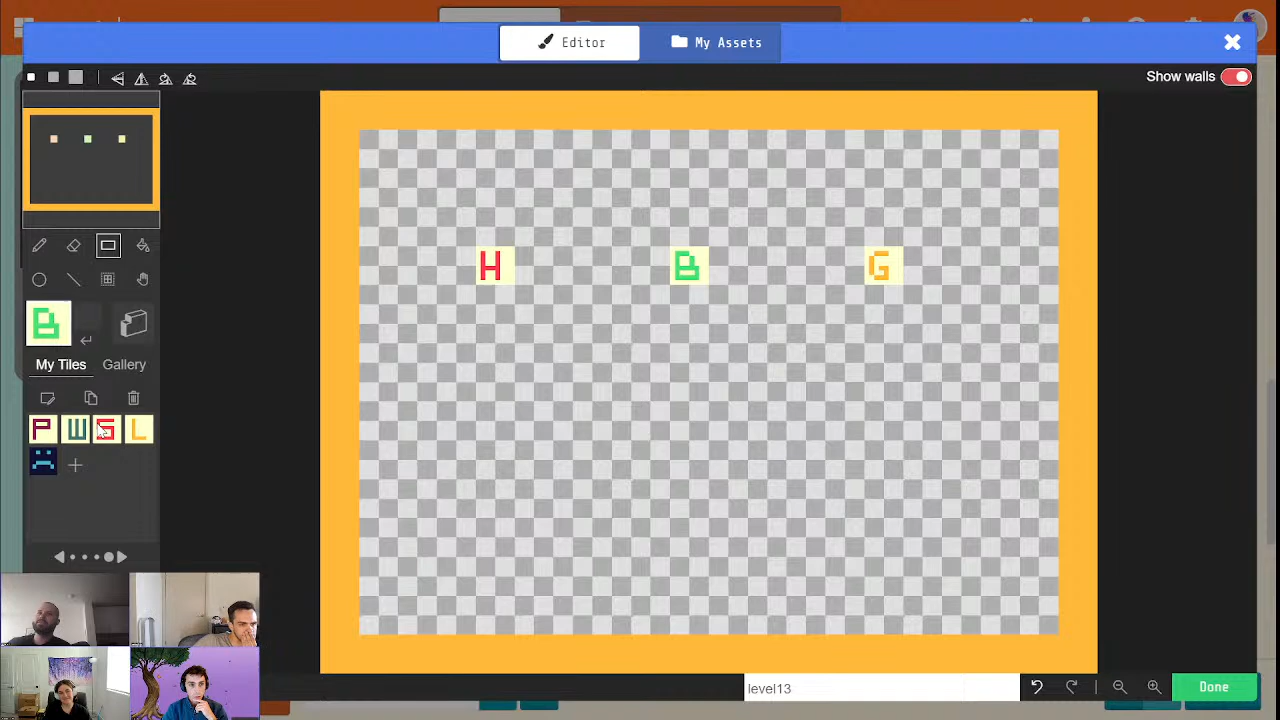 Editor
My Assets
Show walls
H
B
G
B
My Tiles
Gallery
P W S L
level13
Done